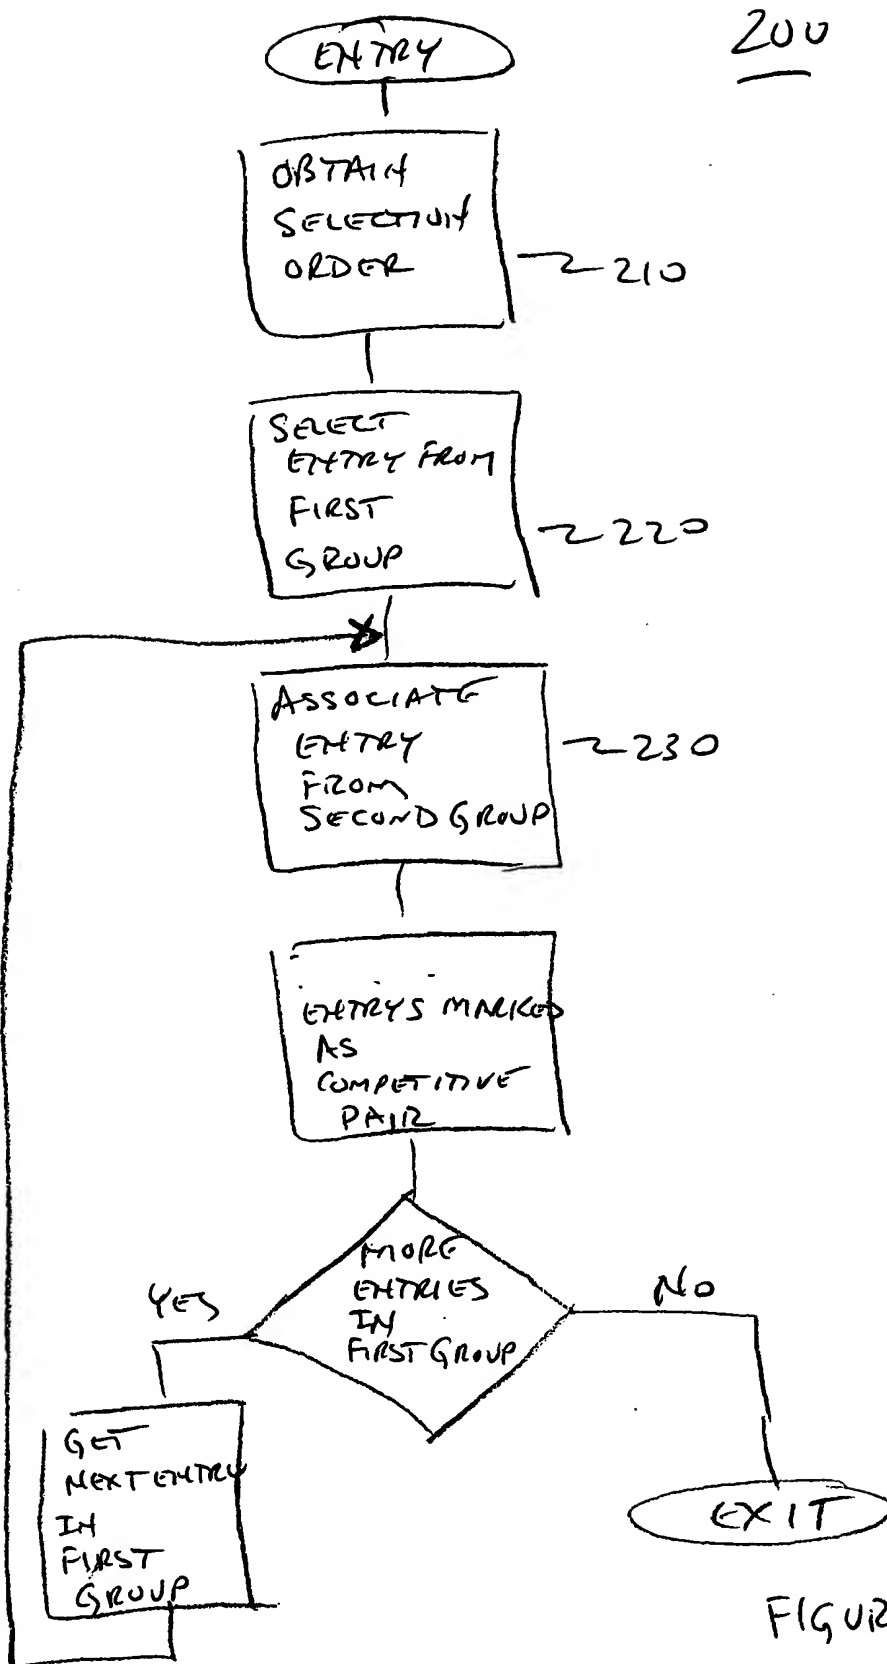 200
ENTRY
OBTAIN
SELECTION
ORDER
210
SELECT
ENTRY FROM
FIRST
GROUP
220
ASSOCIATE
ENTRY
FROM
SECOND GROUP
230
ENTRYS MARKED
AS
COMPETITIVE
PAIR
MORE
ENTRIES
IN
FIRST GROUP
YES
NO
GET
NEXT ENTRY
IN
FIRST
GROUP
EXIT
FIGUR